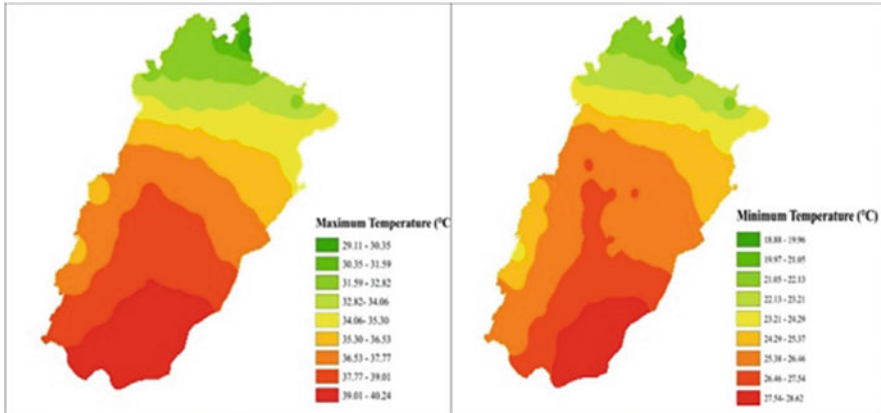 Maximum Temperature (°C
29.11 - 30.35
30.35 - 31.59
31.59 - 32.82
32.82- 34.06
34.06- 35.30
35.30 - 36.53
36.53 - 37.77
37.77 - 39.01
39.01 - 40.24
Minimum Temperature (°C)
18.88 - 19.96
19.97 - 21.05
21.05 - 22.13
22.13 - 23.21
23.21 - 24.29
24.29 - 25.37
25.38 - 26.46
26.46 - 27.54
27.54- 28.62